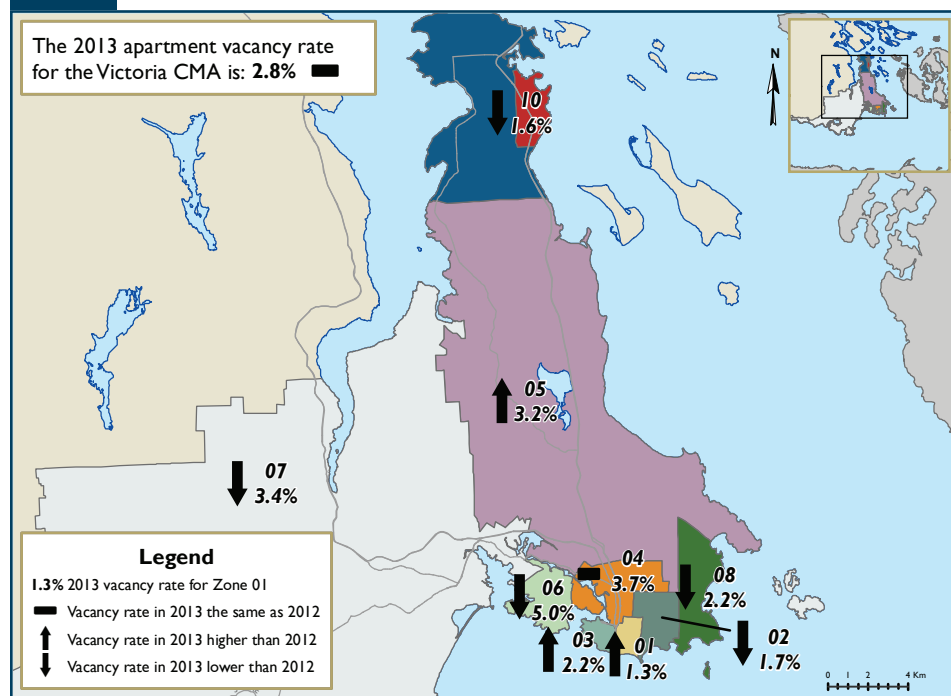 The 2013 apartment vacancy rate
for the Victoria CMA is: 2.8%
N
10
1.6%
05
3.2%
07
3.4%
04
3.7%
06
5.0%
08
2.2%
03
2.2%
01
1.3%
02
1.7%
Legend
1.3% 2013 vacancy rate for Zone 01
Vacancy rate in 2013 the same as 2012
Vacancy rate in 2013 higher than 2012
Vacancy rate in 2013 lower than 2012
0 1 2 4 Km